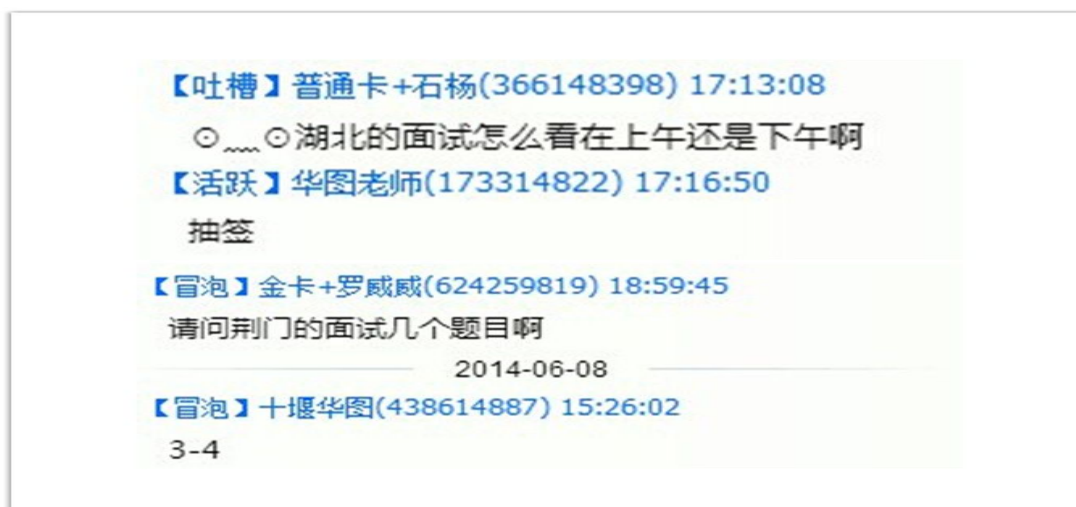 【吐槽】普通卡+石杨(366148398) 17:13:08
⊙﹏⊙湖北的面试怎么看在上午还是下午啊
【活跃】华图老师(173314822) 17:16:50
抽签
【冒泡】金卡+罗威威(624259819) 18:59:45
请问荆门的面试几个题目啊
2014-06-08
【冒泡】十堰华图(438614887) 15:26:02
3-4